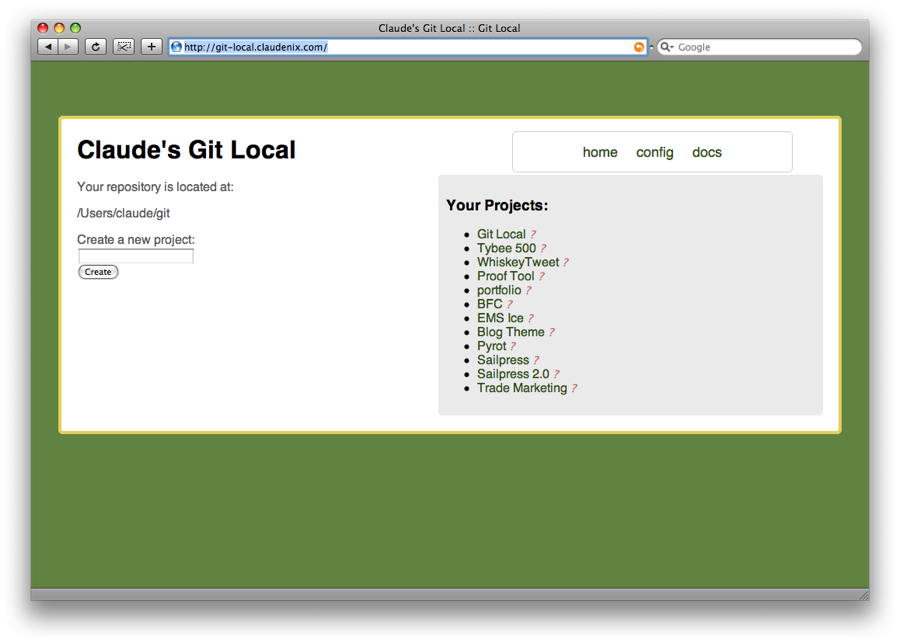 Claude's Git Local :: Git Local
http://git-local.claudenix.com/
Google
Claude's Git Local
home config docs
Your repository is located at:
/Users/claude/git
Create a new project:
Create
Your Projects:
Git Local ?
Tybee 500 ?
WhiskeyTweet ?
Proof Tool ?
portfolio ?
BFC ?
EMS Ice ?
Blog Theme ?
Pyrot ?
Sailpress ?
Sailpress 2.0 ?
Trade Marketing ?